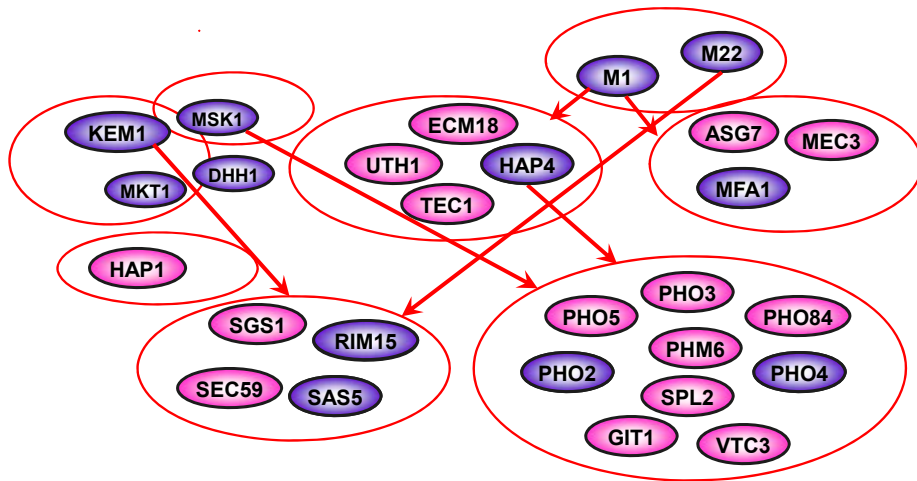 M22
M1
MSK1
KEM1
ECM18
ASG7
MEC3
UTH1
HAP4
DHH1
MKT1
MFA1
TEC1
HAP1
PHO3
PHO5
PHO84
SGS1
RIM15
PHM6
PHO2
PHO4
SEC59
SAS5
SPL2
GIT1
VTC3